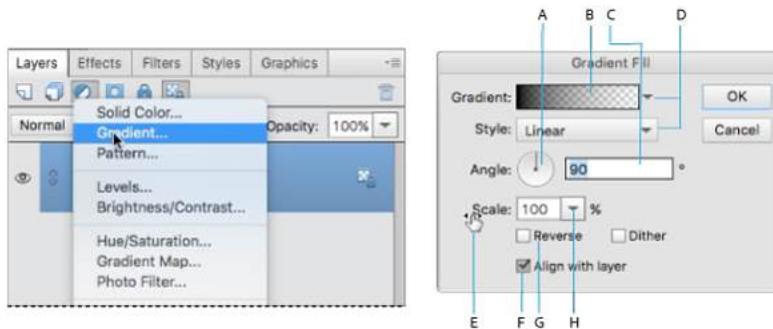 A B C D
Layers Effects Filters Styles Graphics
Normal Opacity: 100%
Solid Color...
Gradient...
Pattern...
Levels...
Brightness/Contrast...
Hue/Saturation...
Gradient Map...
Photo Filter...
Gradient Fill
Gradient: OK
Style: Linear Cancel
Angle: 90 °
Scale: 100 %
Reverse Dither
Align with layer
E F G H